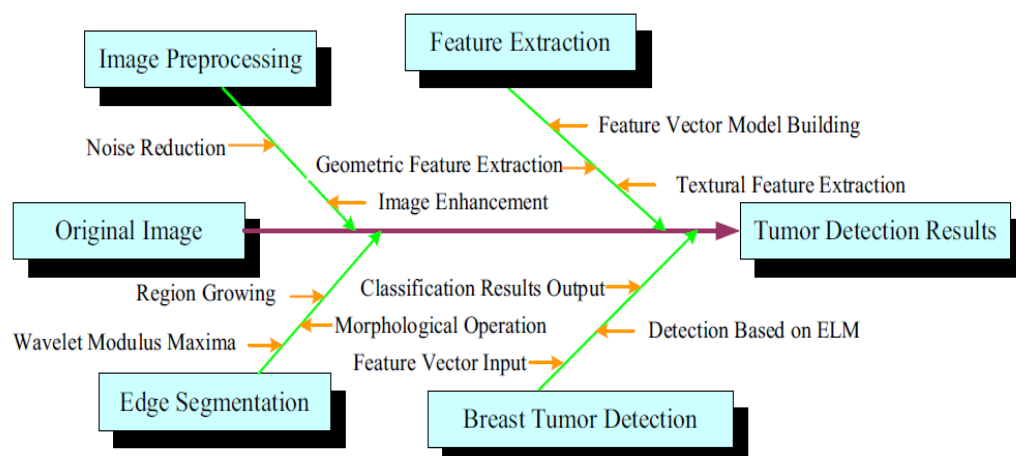 Image Preprocessing
Feature Extraction
Noise Reduction
Feature Vector Model Building
Geometric Feature Extraction
Textural Feature Extraction
Image Enhancement
Original Image
Tumor Detection Results
Region Growing
Classification Results Output
Morphological Operation
Detection Based on ELM
Wavelet Modulus Maxima
Feature Vector Input
Edge Segmentation
Breast Tumor Detection